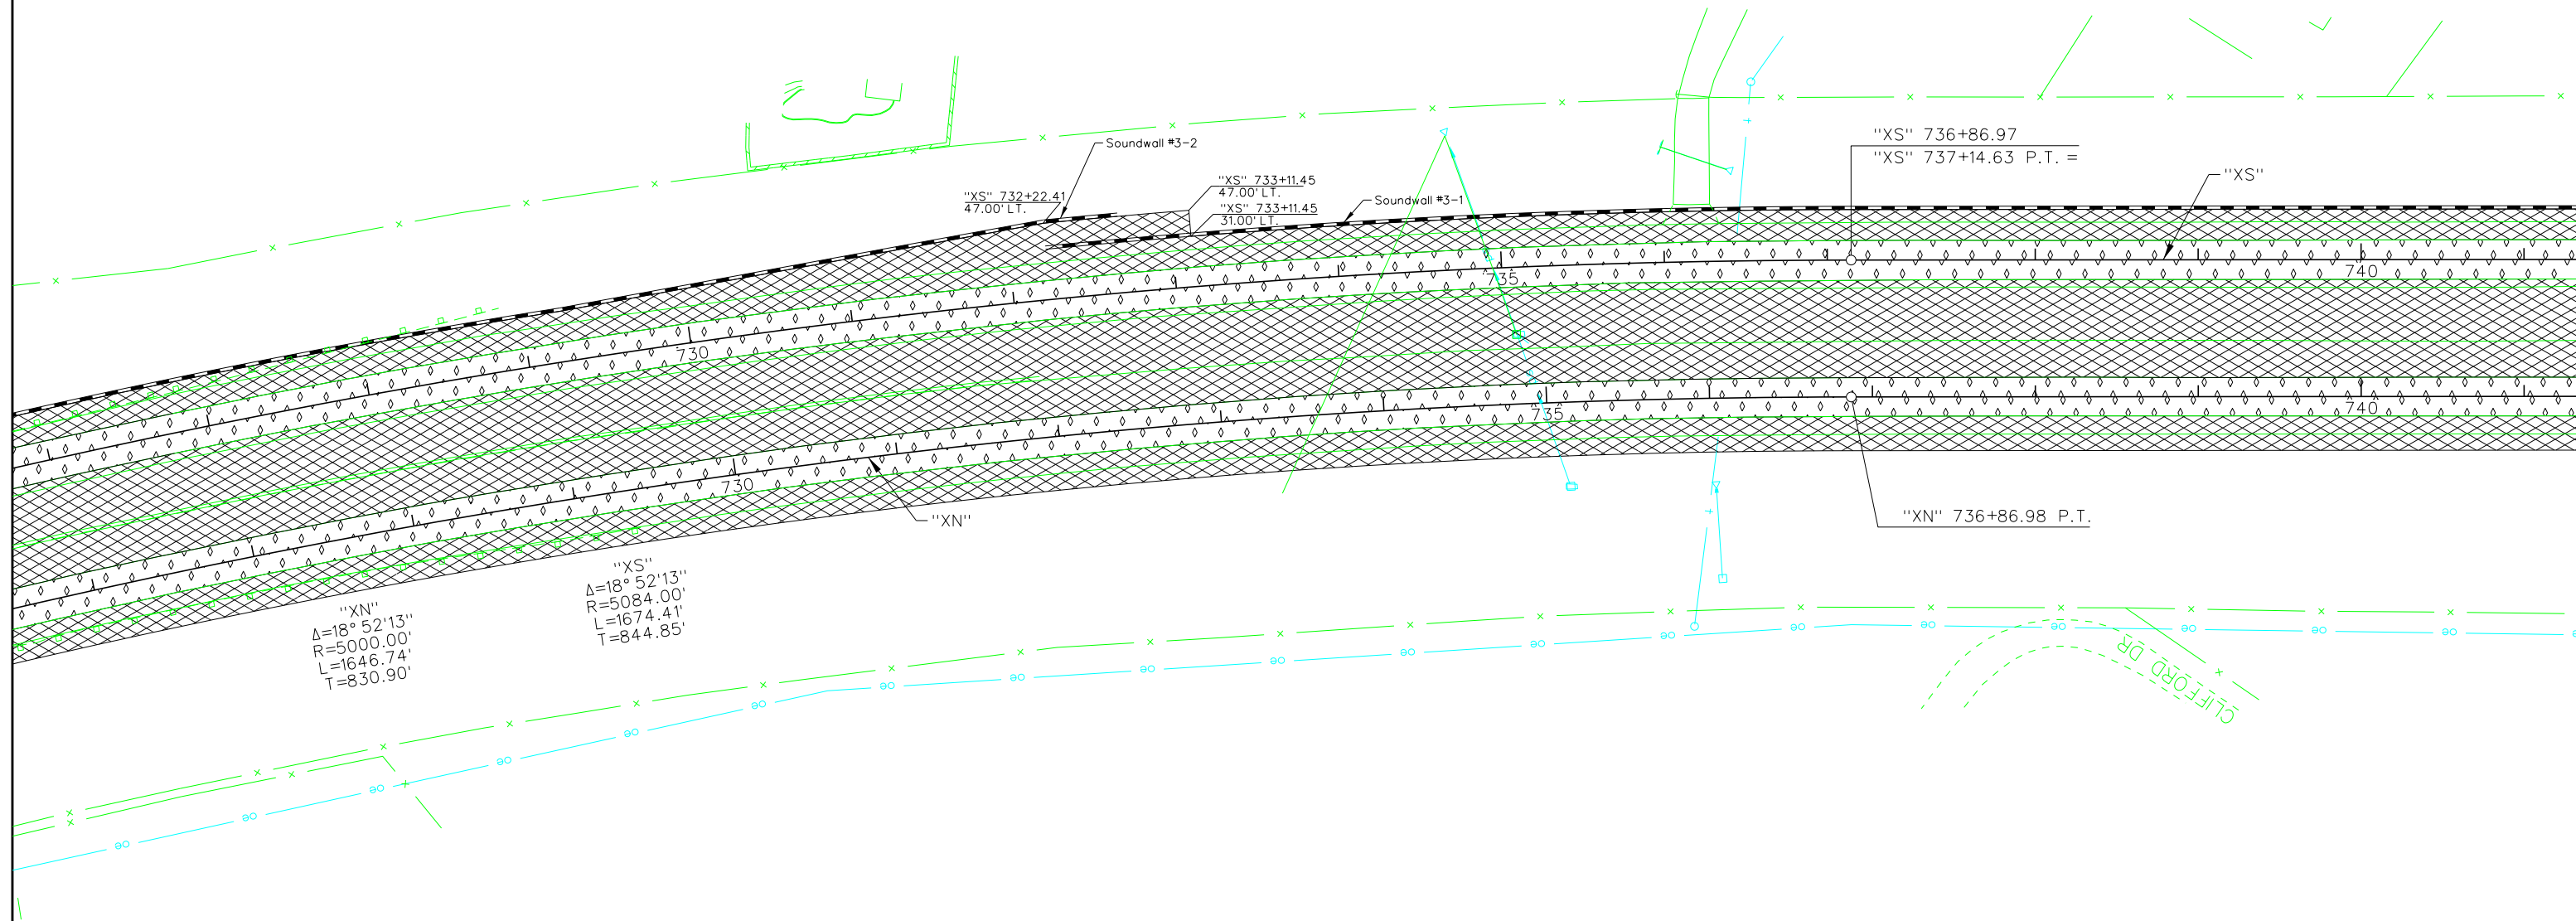 Soundwall #3-2
"XS" 732+22.41
47.00' LT.
"XS" 733+11.45
47.00' LT.
"XS" 733+11.45
31.00' LT.
Soundwall #3-1
"XS" 736+86.97
"XS" 737+14.63 P.T. =
"XS"
735
740
730
735
740
730
"XN"
"XN" 736+86.98 P.T.
"XN"
Δ=18° 52'13"
R=5000.00'
L=1646.74'
T=830.90'
"XS"
Δ=18° 52'13"
R=5084.00'
L=1674.41'
T=844.85'
CLIFFORD DR